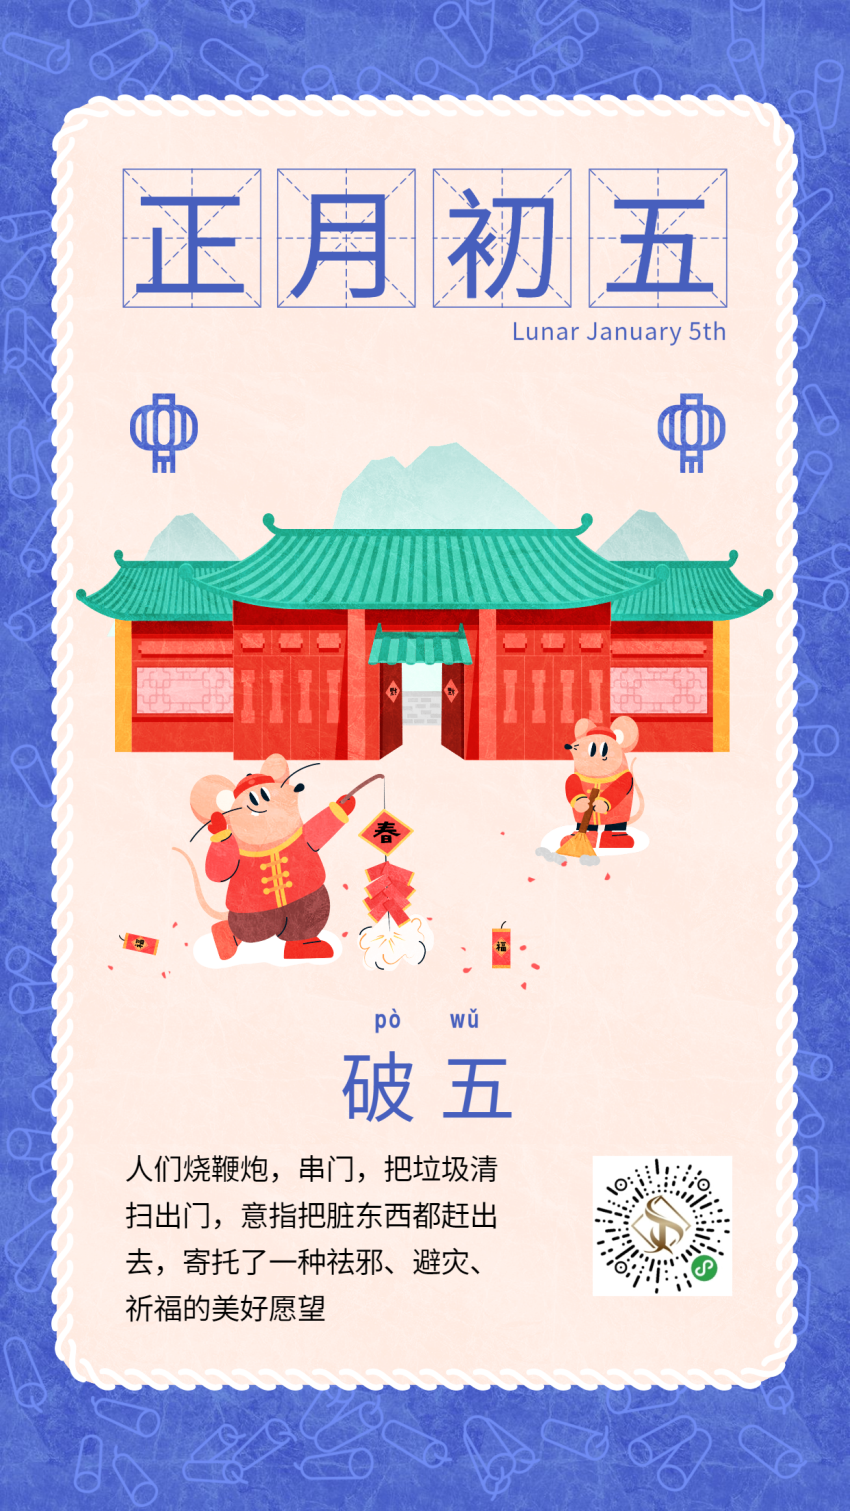 正月初五
Lunar January 5th
春
福
福
pò wǔ
破五
人们烧鞭炮，串门，把垃圾清
扫出门，意指把脏东西都赶出
去，寄托了一种祛邪、避灾、
祈福的美好愿望